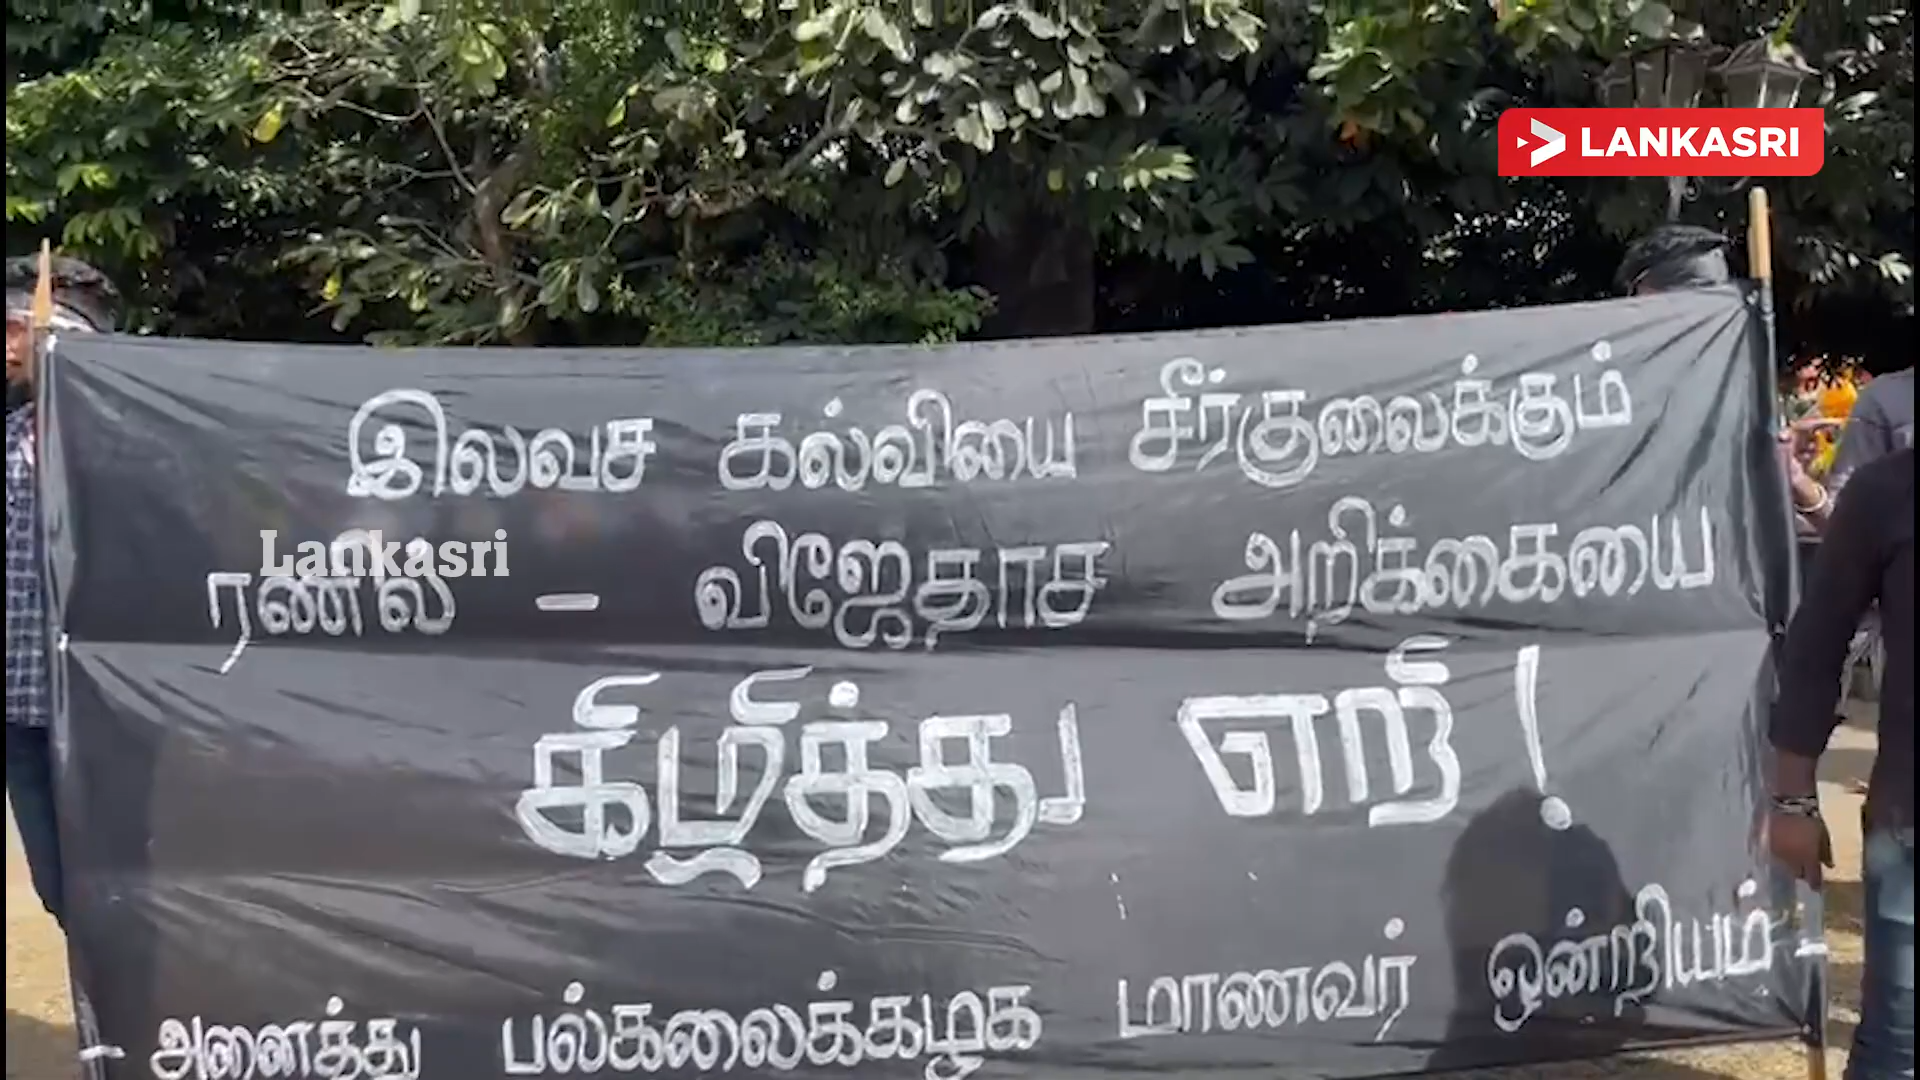 LANKASRI
இலவச கல்வியை சீர்குலைக்கும்
Lankasri
ரணில் - விஜேதாச அறிக்கையை
கிழித்து எறி!
- அனைத்து பல்கலைக்கழக மாணவர் ஒன்றியம் -